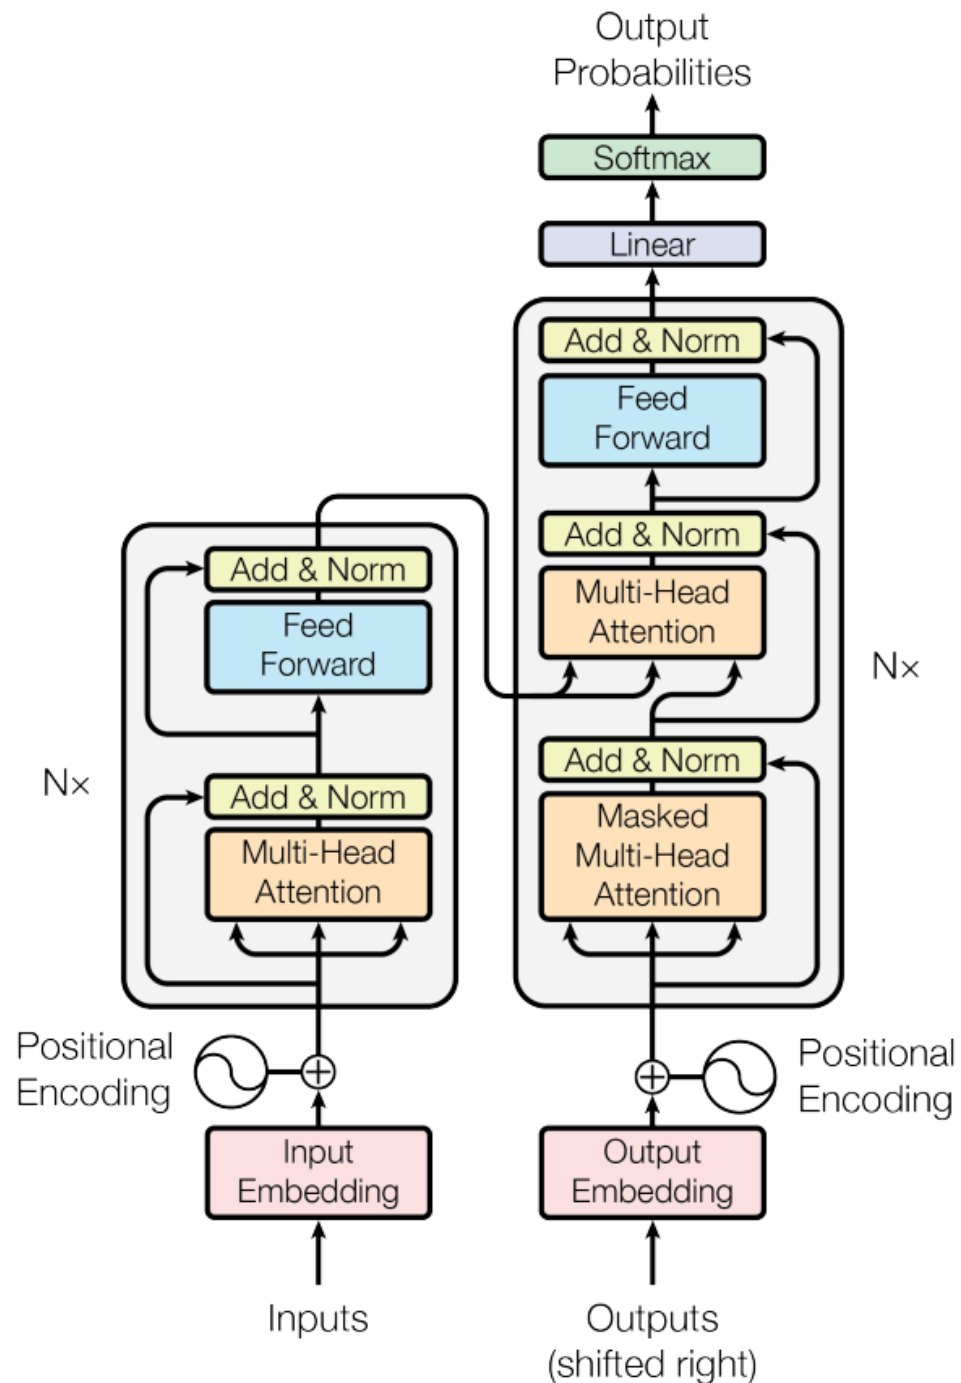 Output
Probabilities
Softmax
Linear
Add & Norm
Feed
Forward
Add & Norm
Multi-Head
Attention
Nx
Add & Norm
Masked
Multi-Head
Attention
Add & Norm
Feed
Forward
Nx
Add & Norm
Multi-Head
Attention
Positional
Encoding
Positional
Encoding
Input
Embedding
Output
Embedding
Inputs
Outputs
(shifted right)